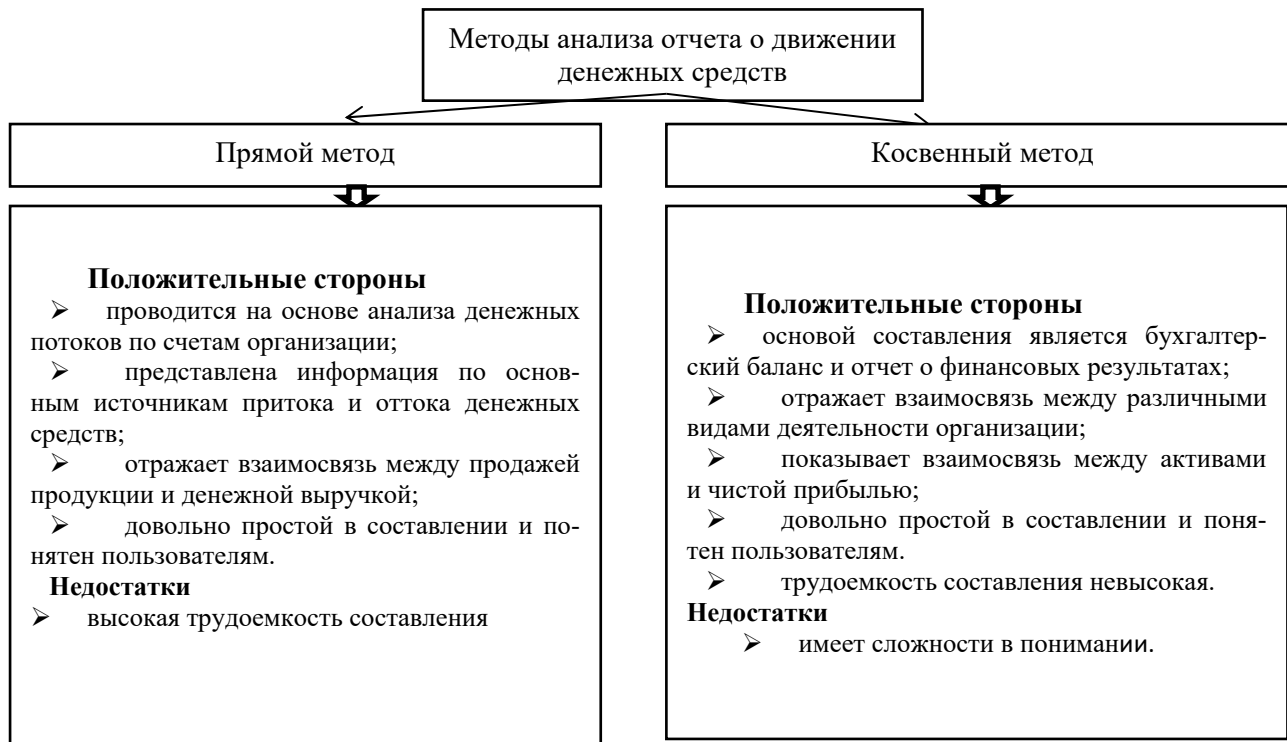 Методы анализа отчета о движении
денежных средств
Прямой метод
Косвенный метод
Положительные стороны
➢ проводится на основе анализа денежных
потоков по счетам организации;
➢ представлена информация по основ-
ным источникам притока и оттока денежных
средств;
➢ отражает взаимосвязь между продажей
продукции и денежной выручкой;
➢ довольно простой в составлении и по-
нятен пользователям.
Недостатки
➢ высокая трудоемкость составления
Положительные стороны
➢ основой составления является бухгалтер-
ский баланс и отчет о финансовых результатах;
➢ отражает взаимосвязь между различными
видами деятельности организации;
➢ показывает взаимосвязь между активами
и чистой прибылью;
➢ довольно простой в составлении и поня-
тен пользователям.
➢ трудоемкость составления невысокая.
Недостатки
➢ имеет сложности в понимании.